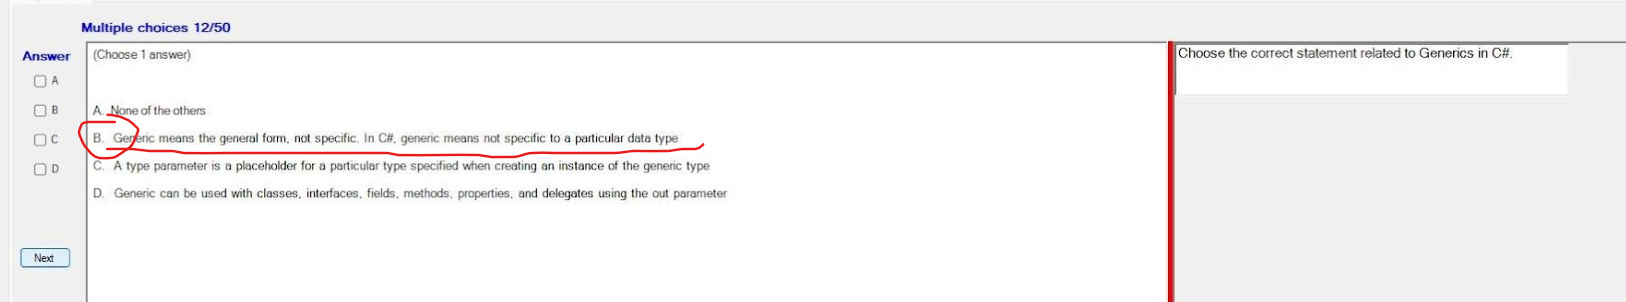 Multiple choices 12/50
Answer
(Choose 1 answer)
Choose the correct statement related to Generics in C#.
A
B
C
D
A. None of the others
B. Generic means the general form, not specific. In C#, generic means not specific to a particular data type
C. A type parameter is a placeholder for a particular type specified when creating an instance of the generic type
D. Generic can be used with classes, interfaces, fields, methods, properties, and delegates using the out parameter
Next